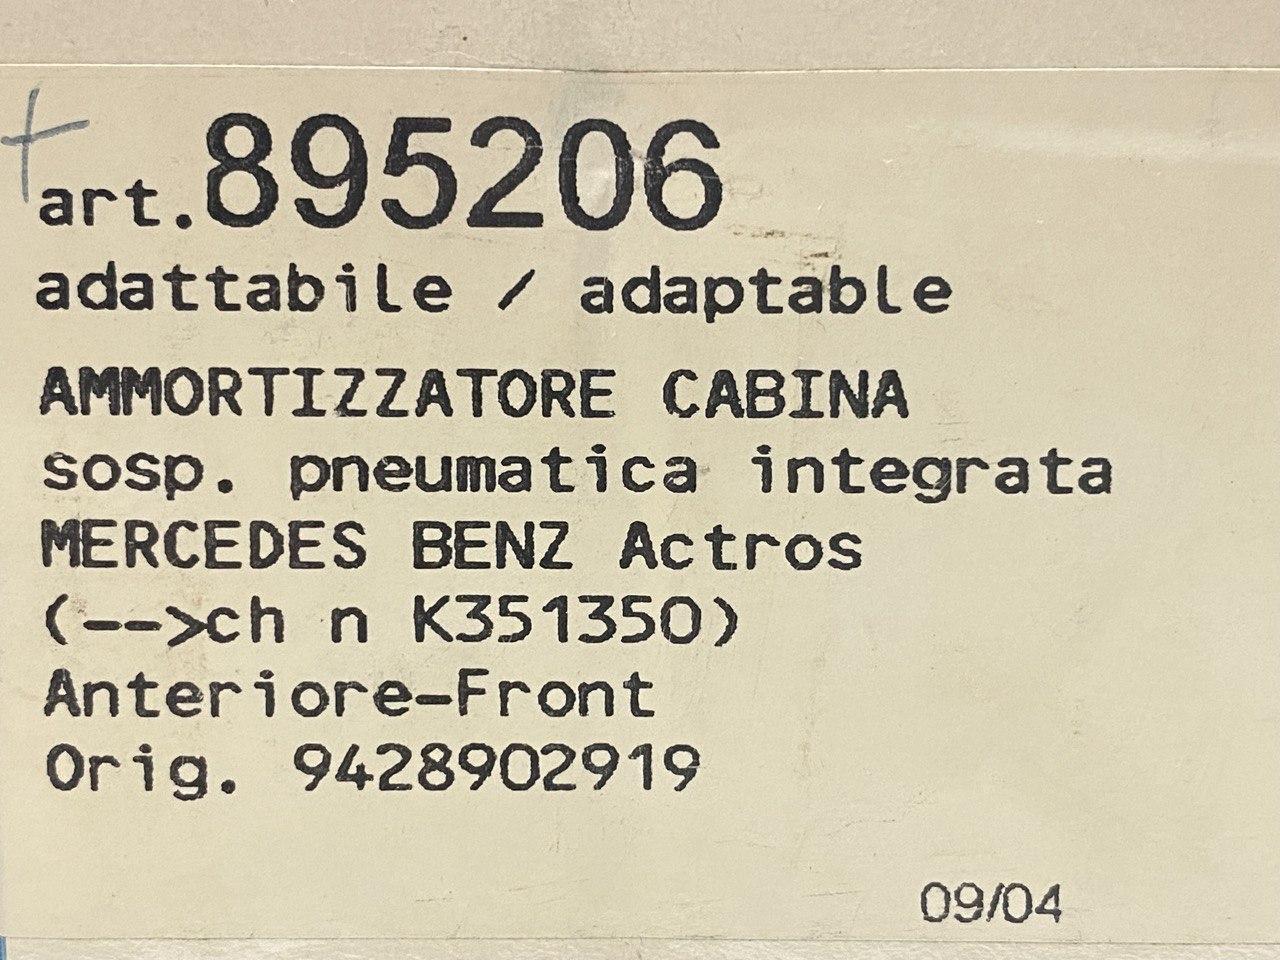 art.895206
adattabile / adaptable
AMMORTIZZATORE CABINA
sosp. pneumatica integrata
MERCEDES BENZ Actros
(-->ch n K351350)
Anteriore-Front
Orig. 9428902919
09/04